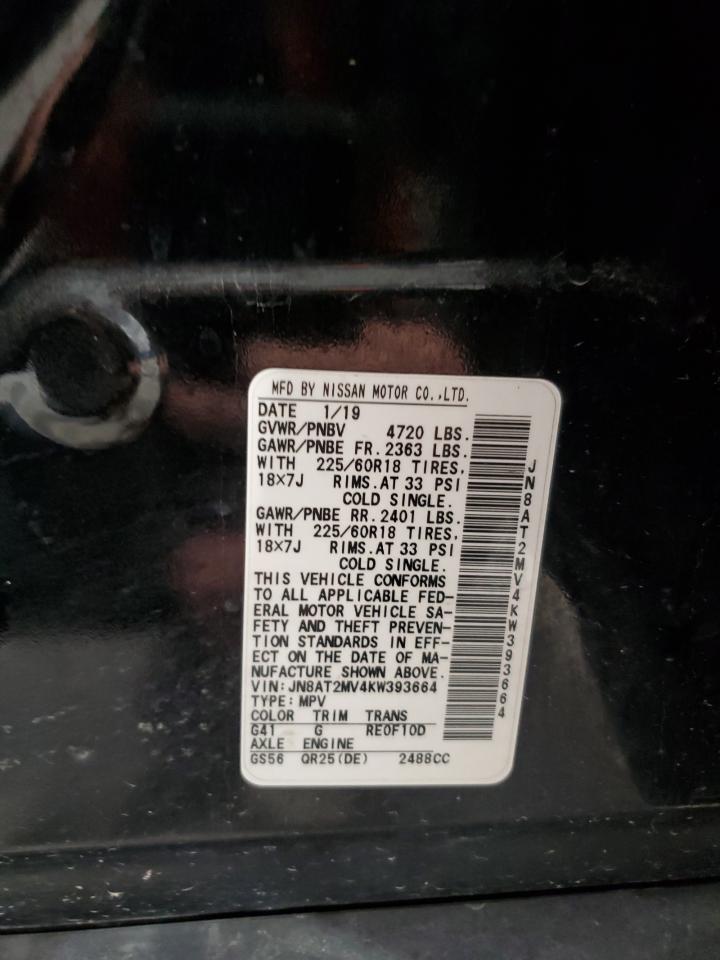 MFD BY NISSAN MOTOR CO.,LTD.
DATE 1/19
GVWR/PNBV 4720 LBS.
GAWR/PNBE FR.2363 LBS.
WITH 225/60R18 TIRES,
18×7J RIMS.AT 33 PSI
COLD SINGLE.
GAWR/PNBE RR.2401 LBS.
WITH 225/60R18 TIRES,
18×7J RIMS.AT 33 PSI
COLD SINGLE.
THIS VEHICLE CONFORMS
TO ALL APPLICABLE FED-
ERAL MOTOR VEHICLE SA-
FETY AND THEFT PREVEN-
TION STANDARDS IN EFF-
ECT ON THE DATE OF MA-
NUFACTURE SHOWN ABOVE.
VIN:JN8AT2MV4KW393664
TYPE:MPV
COLOR TRIM TRANS
G41 G RE0F10D
AXLE ENGINE
GS56 QR25(DE) 2488CC
JN8AT2MV4KW393664